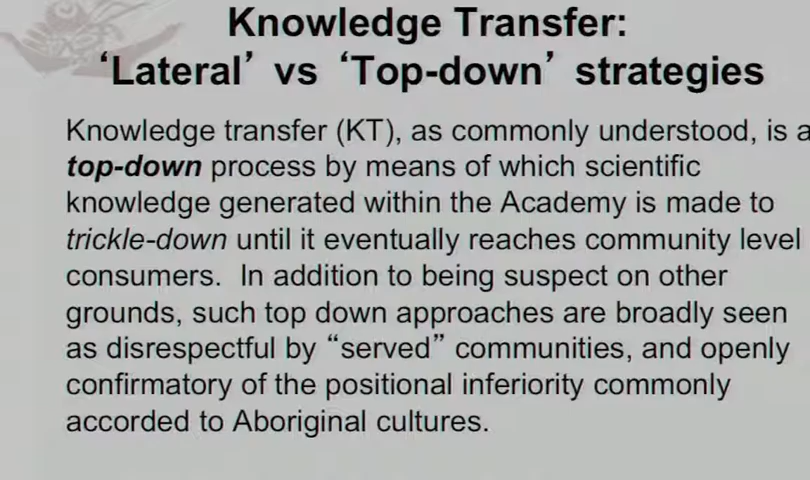 Knowledge Transfer:
‘Lateral’ vs ‘Top-down’ strategies
Knowledge transfer (KT), as commonly understood, is a
top-down process by means of which scientific
knowledge generated within the Academy is made to
trickle-down until it eventually reaches community level
consumers.  In addition to being suspect on other
grounds, such top down approaches are broadly seen
as disrespectful by “served” communities, and openly
confirmatory of the positional inferiority commonly
accorded to Aboriginal cultures.